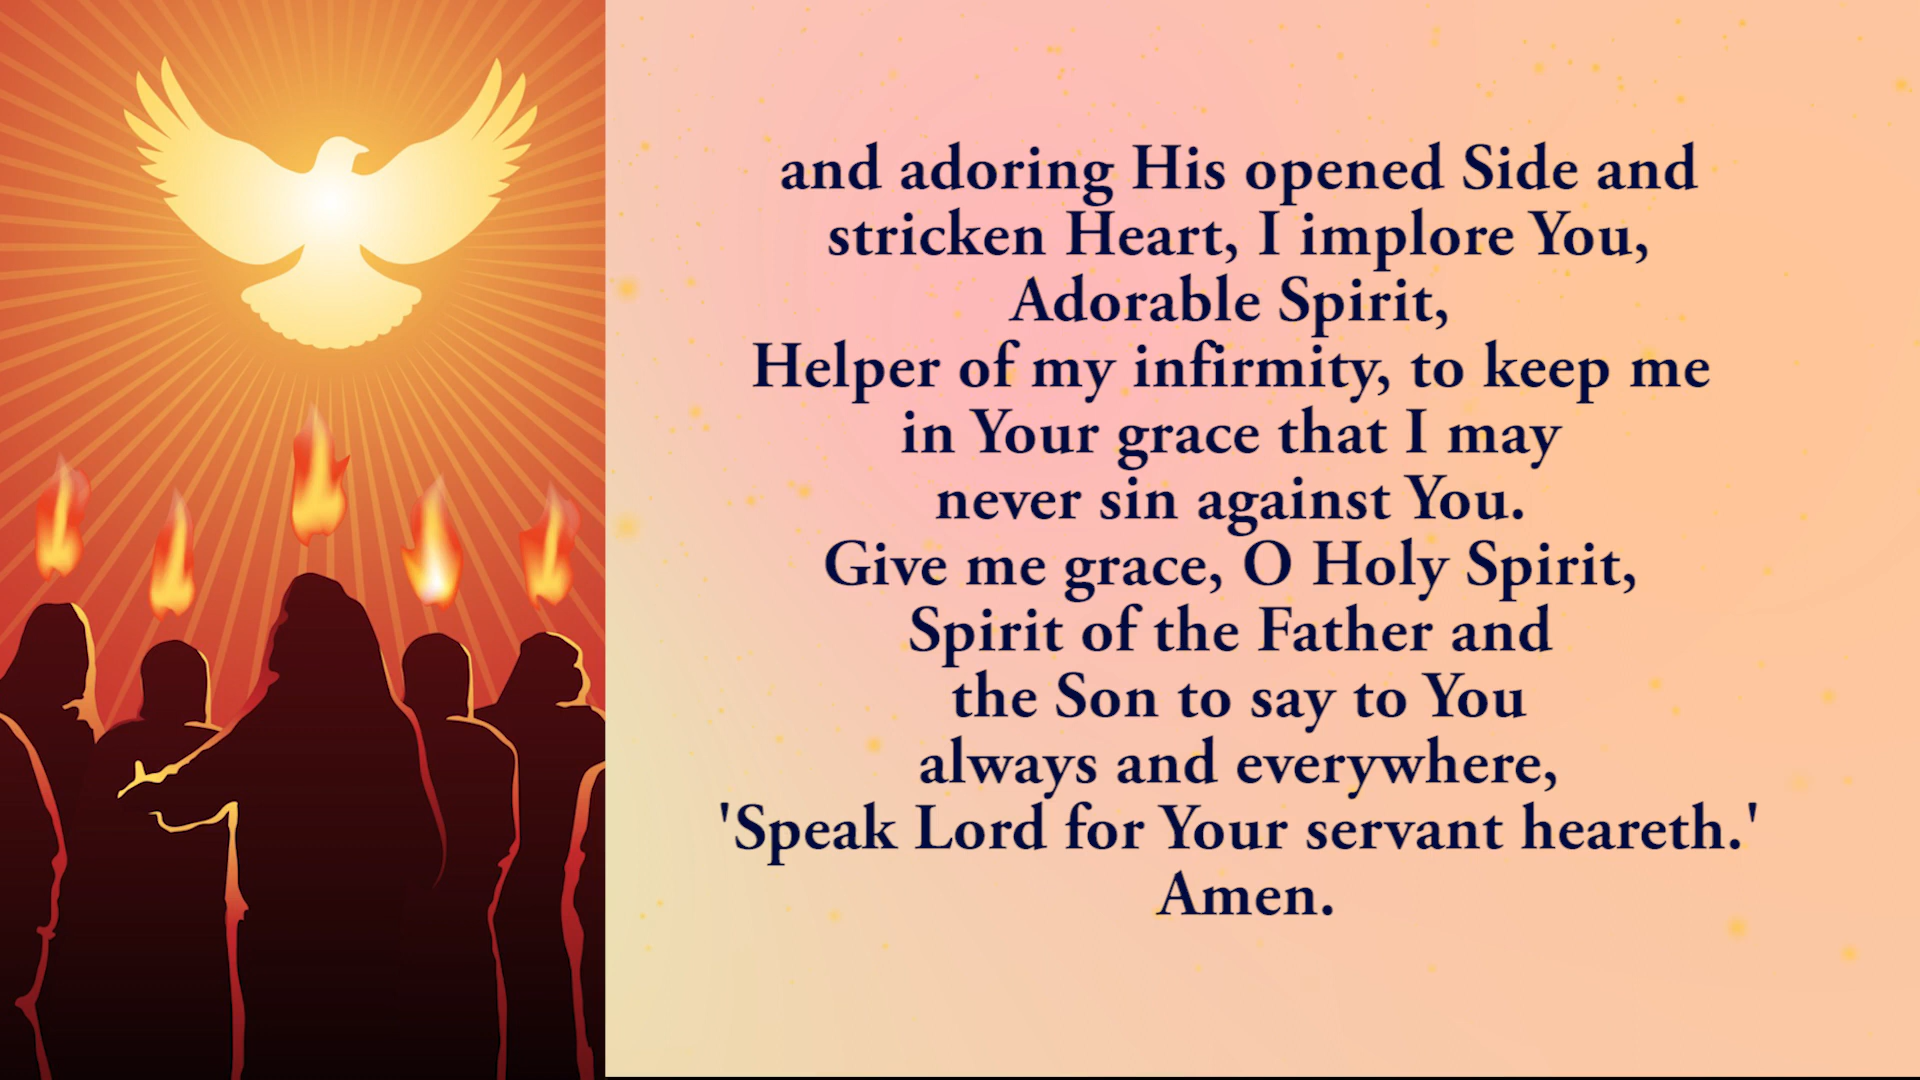 and adoring His opened Side and
stricken Heart, I implore You,
Adorable Spirit,
Helper of my infirmity, to keep me
in Your grace that I may
never sin against You.
Give me grace, O Holy Spirit,
Spirit of the Father and
the Son to say to You
always and everywhere,
'Speak Lord for Your servant heareth.'
Amen.